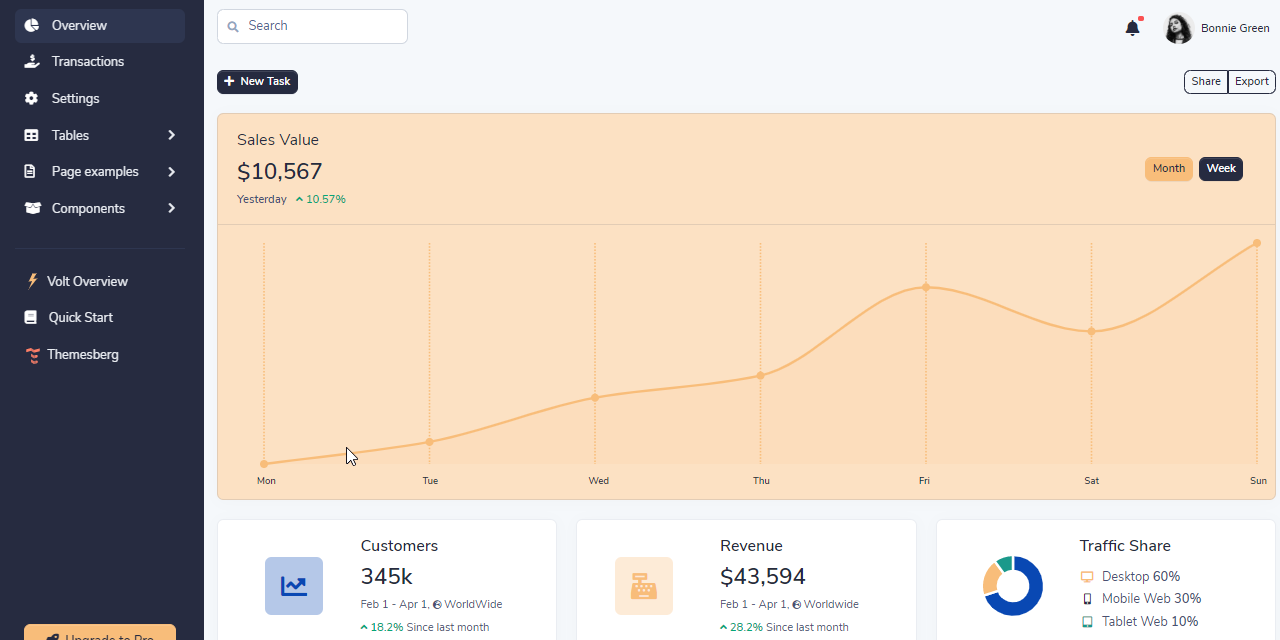 Overview
Transactions
Settings
Tables
Page examples
Components
Volt Overview
Quick Start
Themesberg
Upgrade to Pro
Search
Bonnie Green
New Task
Share Export
Sales Value
$10,567
Yesterday 10.57%
Month Week
Mon Tue Wed Thu Fri Sat Sun
Customers
345k
Feb 1 - Apr 1, WorldWide
18.2% Since last month
Revenue
$43,594
Feb 1 - Apr 1, Worldwide
28.2% Since last month
Traffic Share
Desktop 60%
Mobile Web 30%
Tablet Web 10%